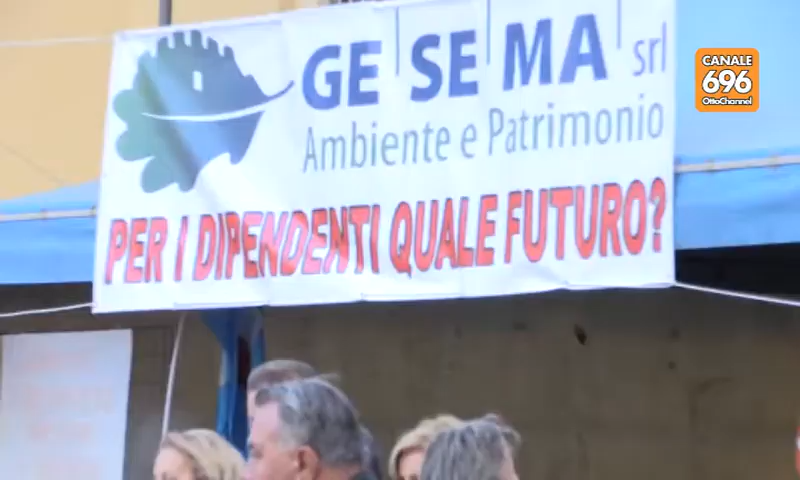 GE SE MA srl
Ambiente e Patrimonio
PER I DIPENDENTI QUALE FUTURO?
CANALE
696
OttoChannel